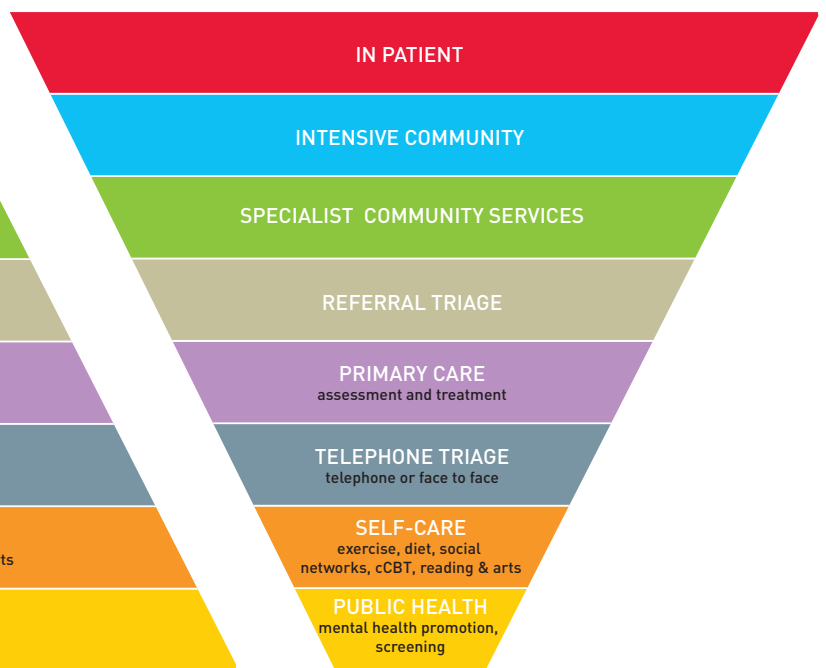 IN PATIENT
INTENSIVE COMMUNITY
SPECIALIST COMMUNITY SERVICES
REFERRAL TRIAGE
PRIMARY CARE
assessment and treatment
TELEPHONE TRIAGE
telephone or face to face
SELF-CARE
exercise, diet, social
networks, cCBT, reading & arts
ts
PUBLIC HEALTH
mental health promotion,
screening